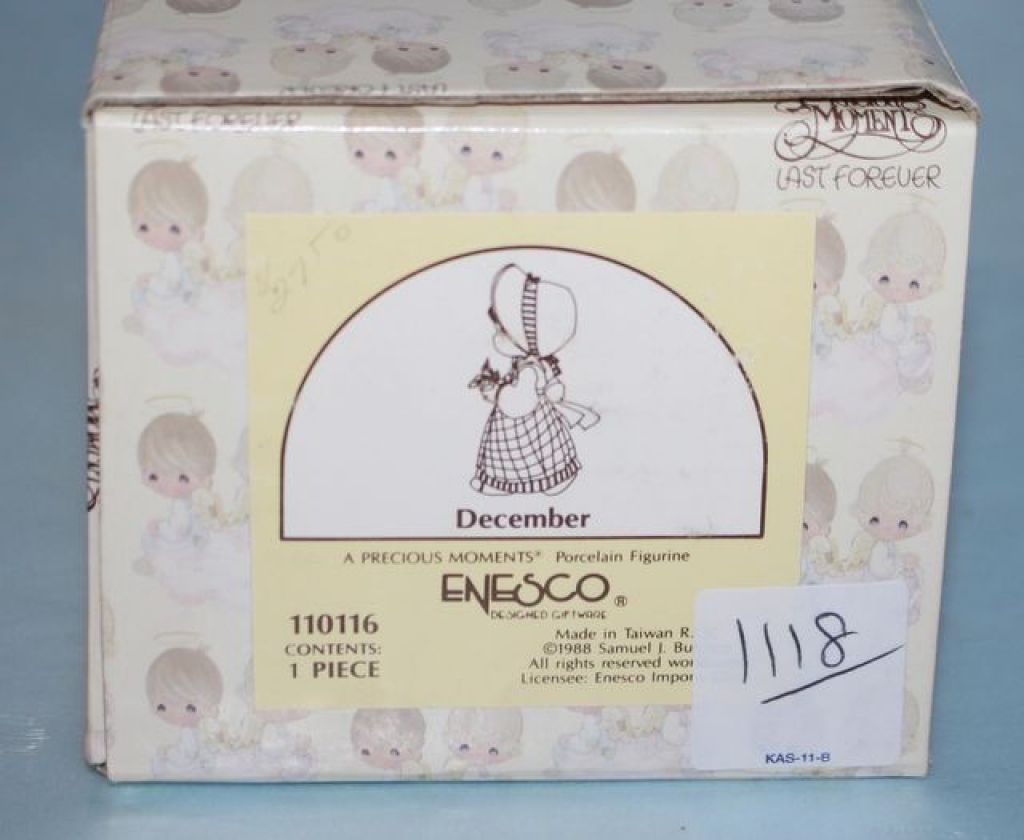 LAST FOREVER
MOMENTS
LAST FOREVER
December
A PRECIOUS MOMENTS® Porcelain Figurine
ENESCO®
DESIGNED GIFTWARE
110116
CONTENTS:
1 PIECE
Made in Taiwan R.
©1988 Samuel J. Bu
All rights reserved wor
Licensee: Enesco Impor
1118
KAS-11-B